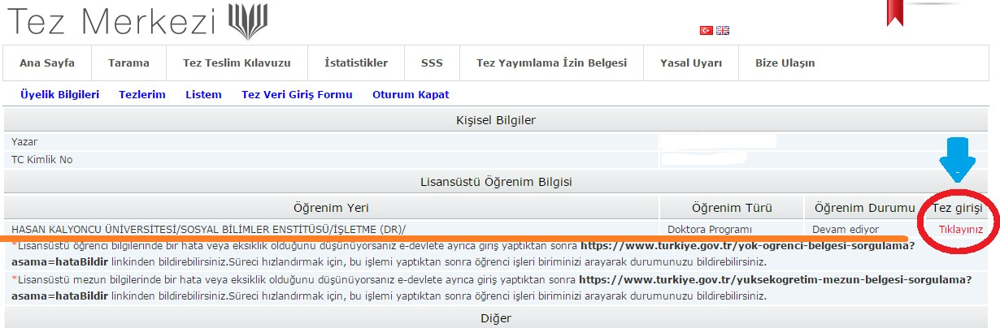 Tez Merkezi
Ana Sayfa Tarama Tez Teslim Kılavuzu İstatistikler SSS Tez Yayımlama İzin Belgesi Yasal Uyarı Bize Ulaşın
Üyelik Bilgileri Tezlerim Listem Tez Veri Giriş Formu Oturum Kapat
Kişisel Bilgiler
Yazar
TC Kimlik No
Lisansüstü Öğrenim Bilgisi
Öğrenim Yeri Öğrenim Türü Öğrenim Durumu Tez girişi
HASAN KALYONCU ÜNİVERSİTESİ/SOSYAL BİLİMLER ENSTİTÜSÜ/İŞLETME (DR)/ Doktora Programı Devam ediyor Tıklayınız
*Lisansüstü öğrenci bilgilerinde bir hata veya eksiklik olduğunu düşünüyorsanız e-devlete ayrıca giriş yaptıktan sonra https://www.turkiye.gov.tr/yok-ogrenci-belgesi-sorgulama?
asama=hataBildir linkinden bildirebilirsiniz.Süreci hızlandırmak için, bu işlemi yaptıktan sonra öğrenci işleri biriminizi arayarak durumunuzu bildirebilirsiniz.
*Lisansüstü mezun bilgilerinde bir hata veya eksiklik olduğunu düşünüyorsanız e-devlete ayrıca giriş yaptıktan sonra https://www.turkiye.gov.tr/yuksekogretim-mezun-belgesi-sorgulama?
asama=hataBildir linkinden bildirebilirsiniz.Süreci hızlandırmak için, bu işlemi yaptıktan sonra öğrenci işleri biriminizi arayarak durumunuzu bildirebilirsiniz.
Diğer